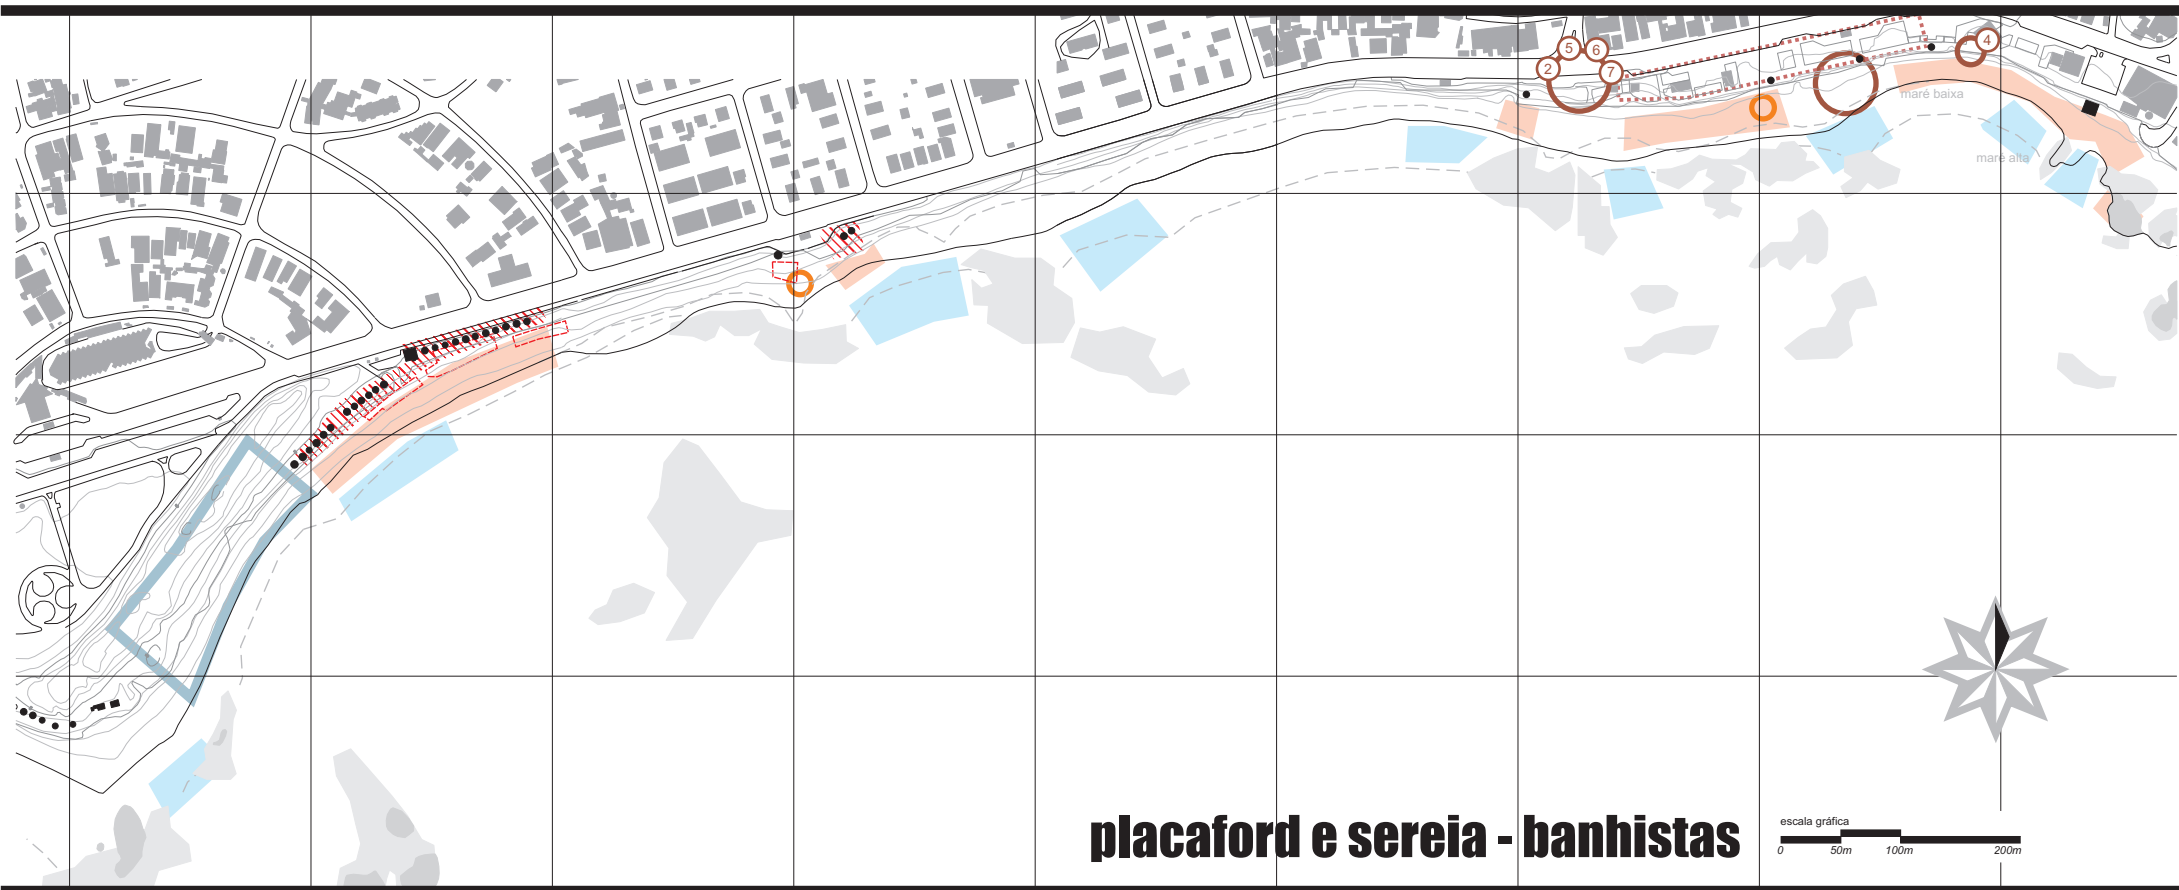 5 6
4
2 7
maré baixa
maré alta
placaford e sereia - banhistas
escala gráfica
0 50m 100m 200m